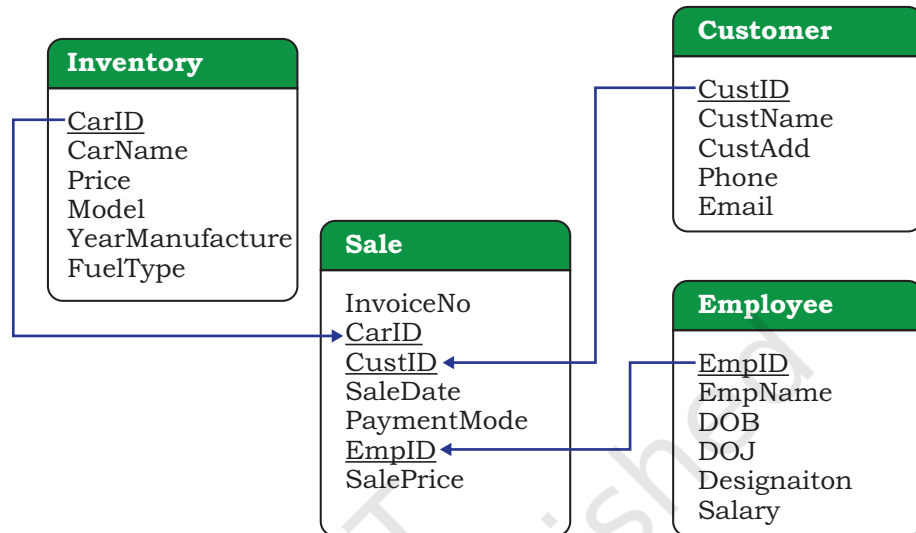 Inventory
CarID
CarName
Price
Model
YearManufacture
FuelType
Sale
InvoiceNo
CarID
CustID
SaleDate
PaymentMode
EmpID
SalePrice
Customer
CustID
CustName
CustAdd
Phone
Email
Employee
EmpID
EmpName
DOB
DOJ
Designaiton
Salary